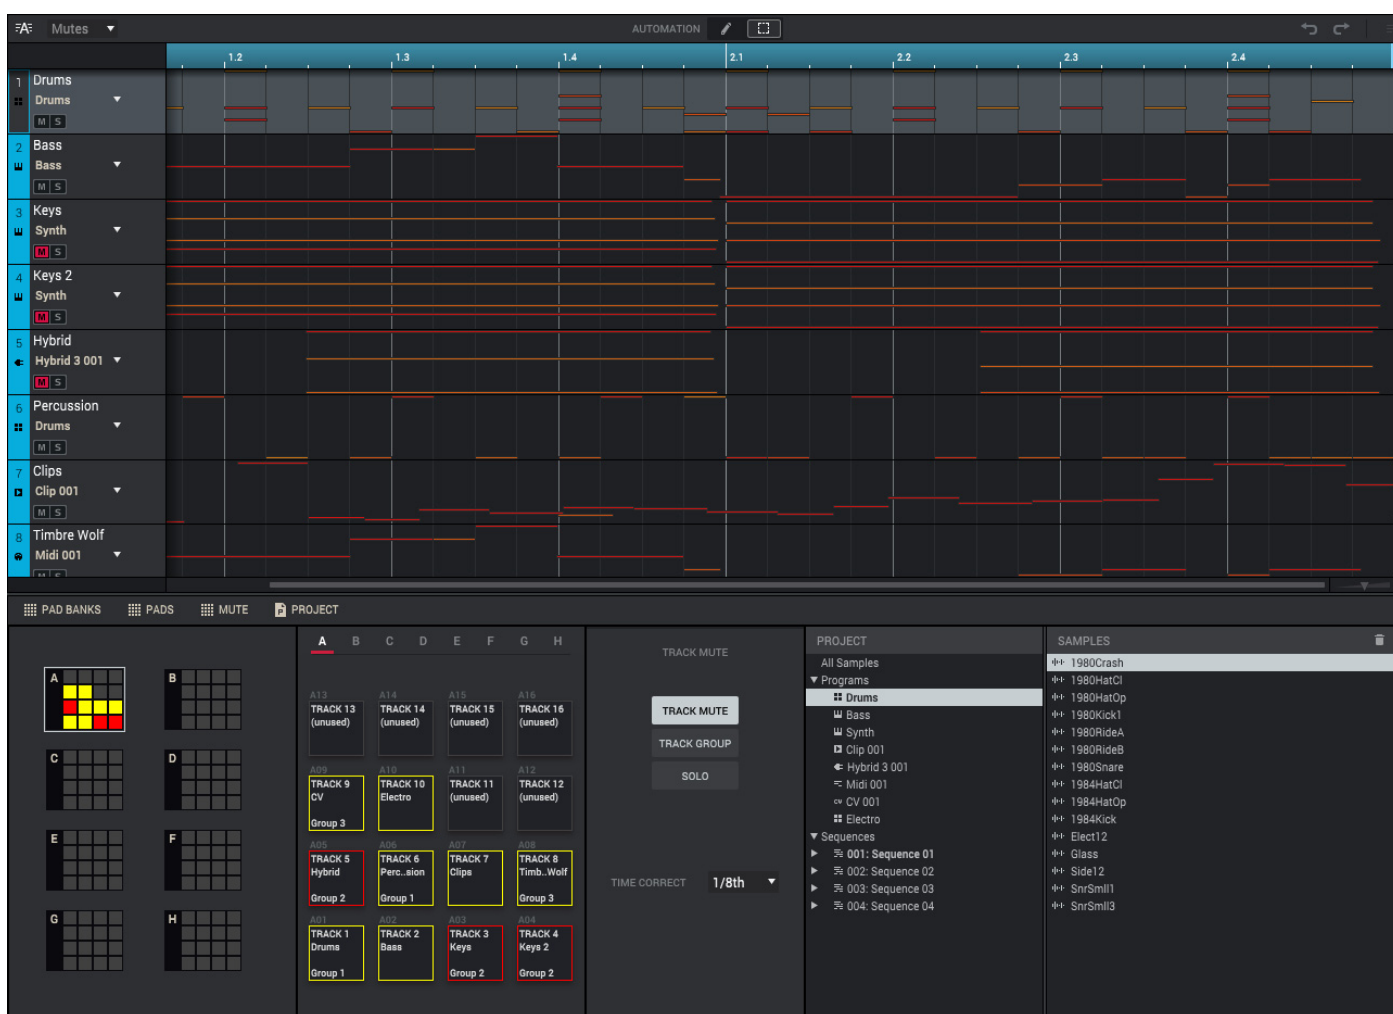 Mutes
AUTOMATION
1.2 1.3 1.4 2.1 2.2 2.3 2.4
1 Drums
Drums
M S
2 Bass
Bass
M S
3 Keys
Synth
M S
4 Keys 2
Synth
M S
5 Hybrid
Hybrid 3 001
M S
6 Percussion
Drums
M S
7 Clips
Clip 001
M S
8 Timbre Wolf
Midi 001
M S
PAD BANKS PADS MUTE PROJECT
A B
C D
E F
G H
A B C D E F G H
A13 A14 A15 A16
TRACK 13 TRACK 14 TRACK 15 TRACK 16
(unused) (unused) (unused) (unused)
A09 A10 A11 A12
TRACK 9 TRACK 10 TRACK 11 TRACK 12
CV Electro (unused) (unused)
Group 3
A05 A06 A07 A08
TRACK 5 TRACK 6 TRACK 7 TRACK 8
Hybrid Perc..sion Clips Timb..Wolf
Group 2 Group 1 Group 3
A01 A02 A03 A04
TRACK 1 TRACK 2 TRACK 3 TRACK 4
Drums Bass Keys Keys 2
Group 1 Group 2 Group 2
TRACK MUTE
TRACK MUTE
TRACK GROUP
SOLO
TIME CORRECT 1/8th
PROJECT
All Samples
Programs
Drums
Bass
Synth
Clip 001
Hybrid 3 001
Midi 001
CV CV 001
Electro
Sequences
001: Sequence 01
002: Sequence 02
003: Sequence 03
004: Sequence 04
SAMPLES
1980Crash
1980HatCl
1980HatOp
1980Kick1
1980RideA
1980RideB
1980Snare
1984HatCl
1984HatOp
1984Kick
Elect12
Glass
Side12
SnrSmll1
SnrSmll3